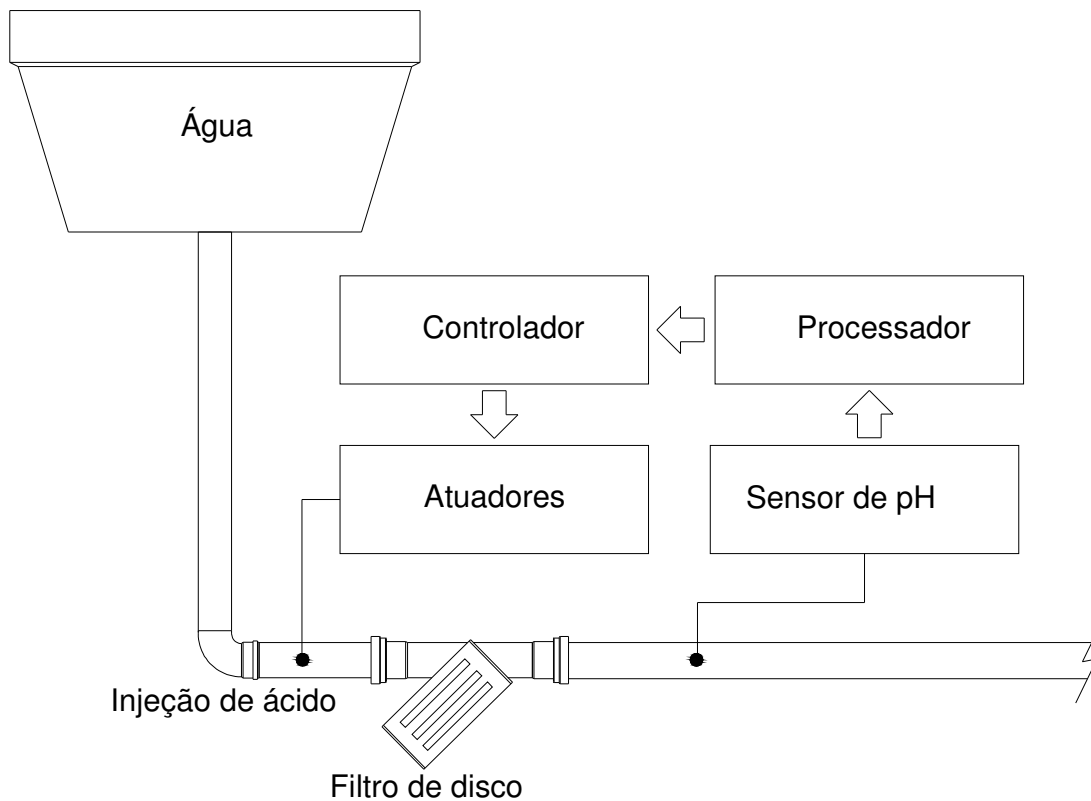 Água
Controlador
Processador
Atuadores
Sensor de pH
Injeção de ácido
Filtro de disco